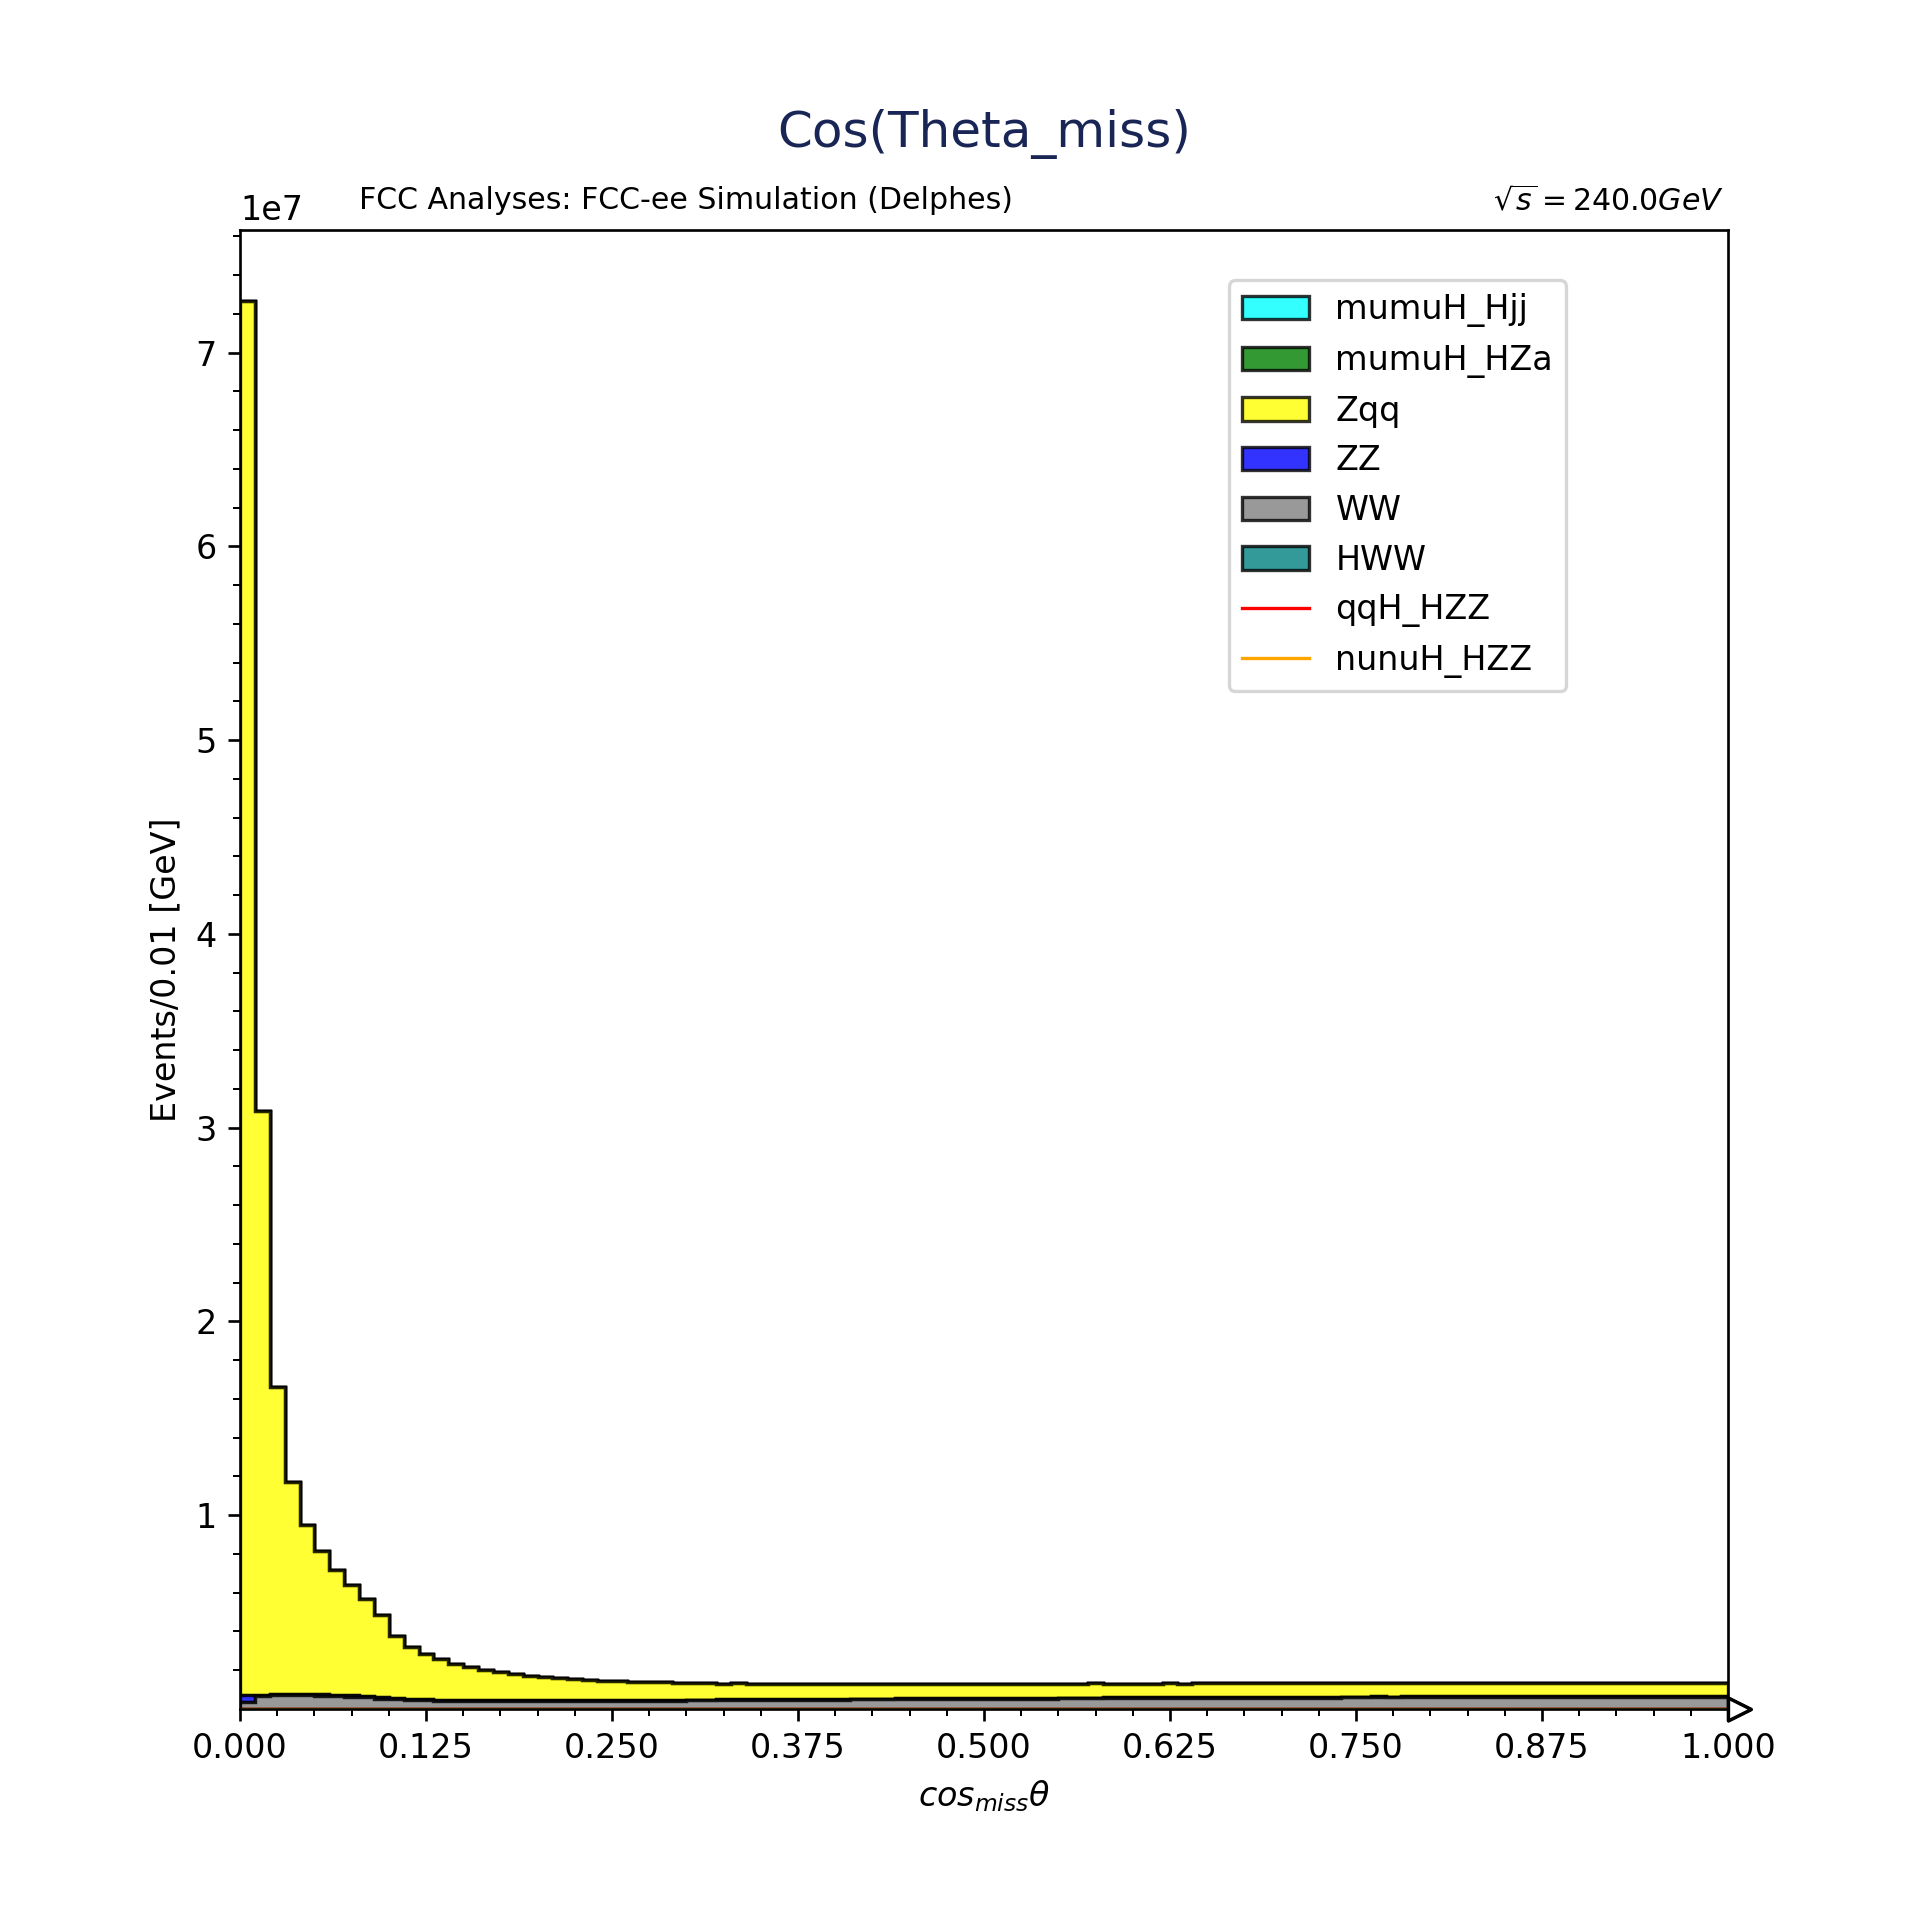 Cos(Theta_miss)
1e7 FCC Analyses: FCC-ee Simulation (Delphes) √s = 240.0GeV
mumuH_Hjj
mumuH_HZa
Zqq
ZZ
WW
HWW
qqH_HZZ
nunuH_HZZ
Events/0.01 [GeV]
7
6
5
4
3
2
1
0.000 0.125 0.250 0.375 0.500 0.625 0.750 0.875 1.000
cos_miss θ